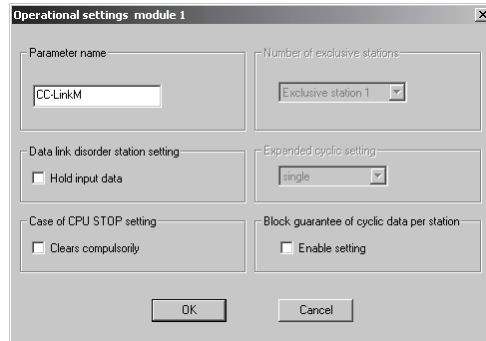 Operational settings module 1
Parameter name
CC-LinkM
Number of exclusive stations
Exclusive station 1
Data link disorder station setting
Hold input data
Expanded cyclic setting
single
Case of CPU STOP setting
Clears compulsorily
Block guarantee of cyclic data per station
Enable setting
OK
Cancel